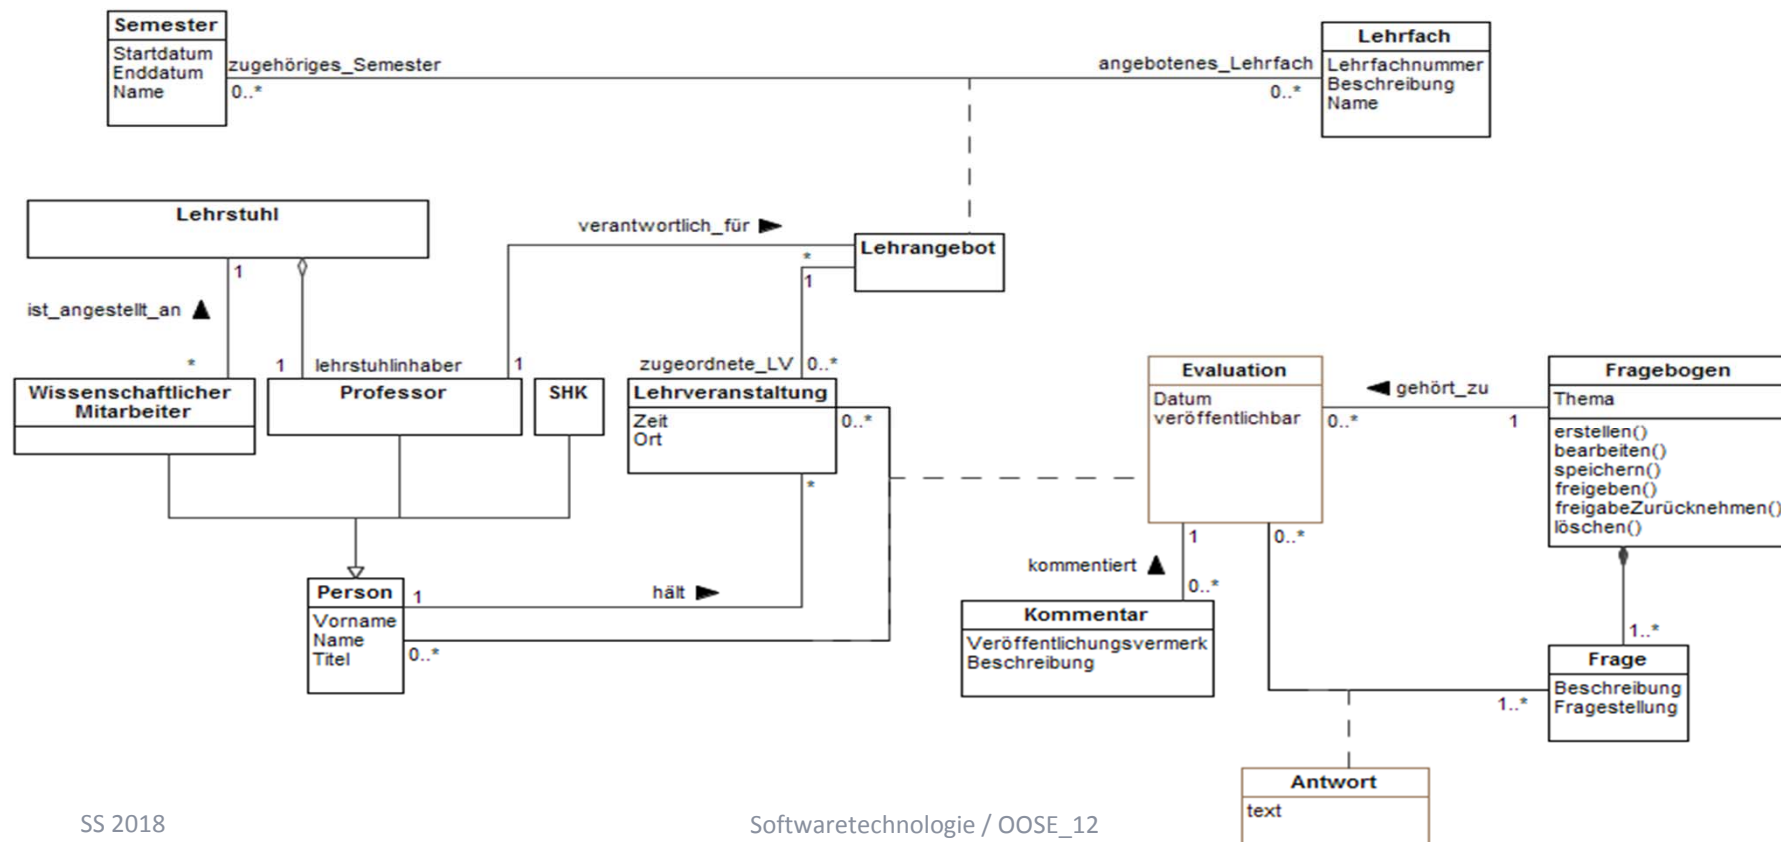 Semester
Startdatum
Enddatum
Name
zugehöriges_Semester
0..*
angebotenes_Lehrfach
0..*
Lehrfach
Lehrfachnummer
Beschreibung
Name
Lehrstuhl
1
ist_angestellt_an
*
1
lehrstuhlinhaber
verantwortlich_für
*
1
Lehrangebot
1
zugeordnete_LV
0..*
Wissenschaftlicher
Mitarbeiter
Professor
SHK
Lehrveranstaltung
Zeit
Ort
0..*
*
Evaluation
Datum
veröffentlichbar
gehört_zu
0..*
1
Fragebogen
Thema
erstellen()
bearbeiten()
speichern()
freigeben()
freigabeZurücknehmen()
löschen()
1
0..*
kommentiert
0..*
Person
Vorname
Name
Titel
1
hält
0..*
Kommentar
Veröffentlichungsvermerk
Beschreibung
1..*
Frage
Beschreibung
Fragestellung
1..*
Antwort
text
SS 2018
Softwaretechnologie / OOSE_12